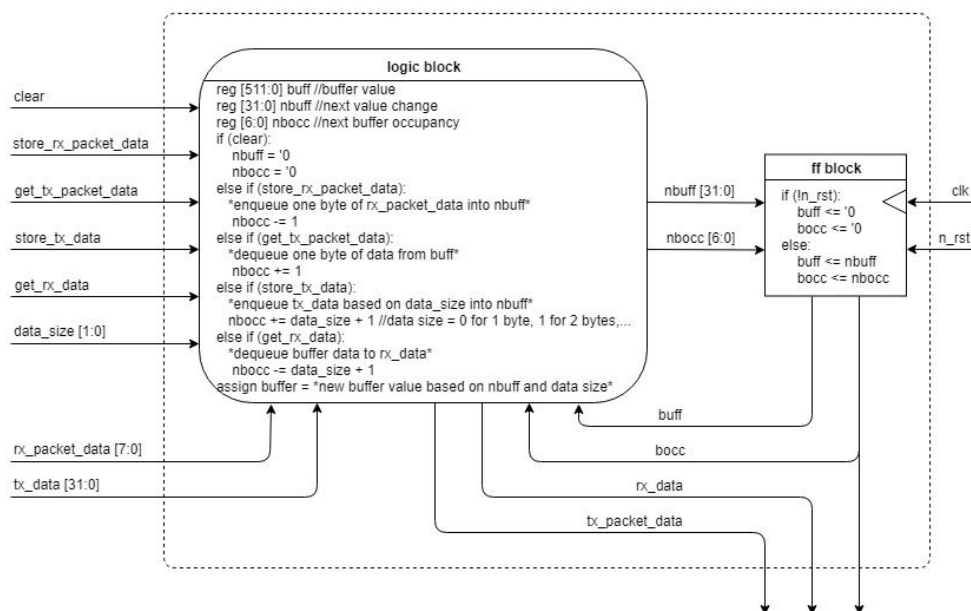 clear
store_rx_packet_data
get_tx_packet_data
store_tx_data
get_rx_data
data_size [1:0]
rx_packet_data [7:0]
tx_data [31:0]
logic block
reg [511:0] buff //buffer value
reg [31:0] nbuff //next value change
reg [6:0] nbocc //next buffer occupancy
if (clear):
nbuff = '0
nbocc = '0
else if (store_rx_packet_data):
*enqueue one byte of rx_packet_data into nbuff*
nbocc -= 1
else if (get_tx_packet_data):
*dequeue one byte of data from buff*
nbocc += 1
else if (store_tx_data):
*enqueue tx_data based on data_size into nbuff*
nbocc += data_size + 1 //data size = 0 for 1 byte, 1 for 2 bytes,...
else if (get_rx_data):
*dequeue buffer data to rx_data*
nbocc -= data_size + 1
assign buffer = *new buffer value based on nbuff and data size*
nbuff [31:0]
nbocc [6:0]
ff block
if (!n_rst):
buff <= '0
bocc <= '0
else:
buff <= nbuff
bocc <= nbocc
clk
n_rst
buff
bocc
rx_data
tx_packet_data